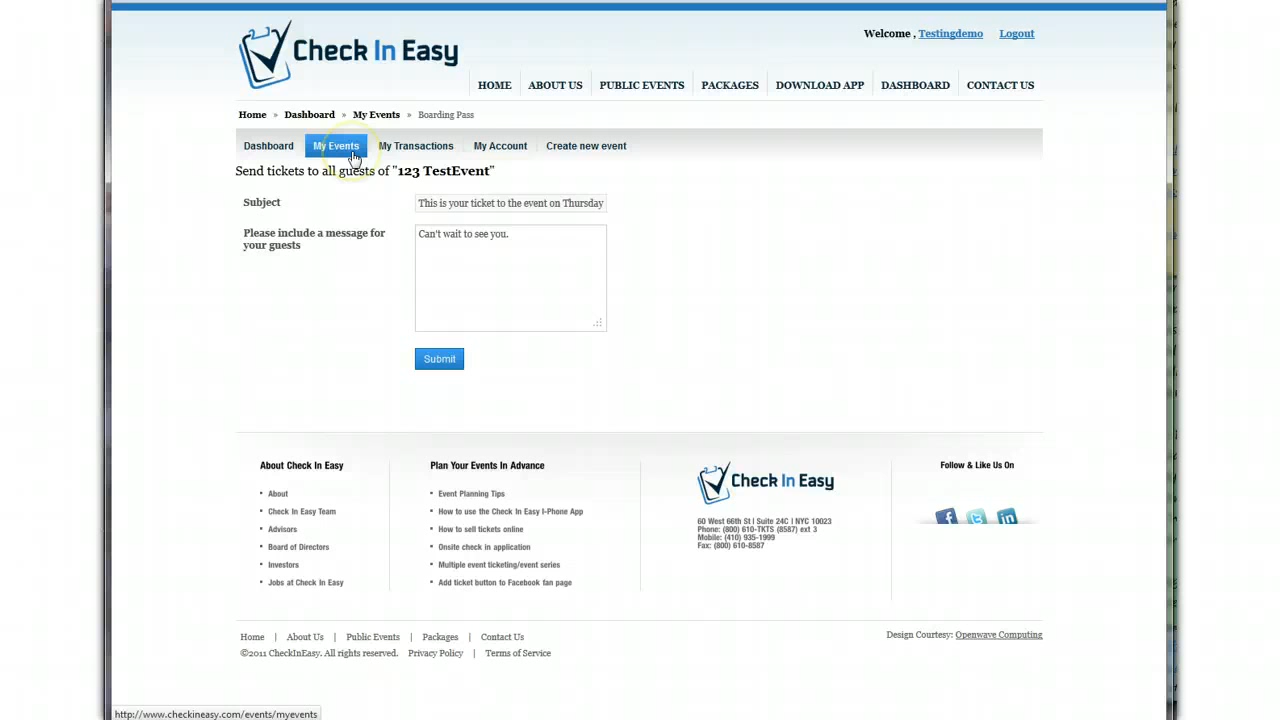 Check In Easy
Welcome , Testingdemo Logout
HOME ABOUT US PUBLIC EVENTS PACKAGES DOWNLOAD APP DASHBOARD CONTACT US
Home » Dashboard » My Events » Boarding Pass
Dashboard My Events My Transactions My Account Create new event
Send tickets to all guests of "123 TestEvent"
Subject
This is your ticket to the event on Thursday
Please include a message for
your guests
Can't wait to see you.
Submit
About Check In Easy
About
Check In Easy Team
Advisors
Board of Directors
Investors
Jobs at Check In Easy
Plan Your Events In Advance
Event Planning Tips
How to use the Check In Easy I-Phone App
How to sell tickets online
Onsite check in application
Multiple event ticketing/event series
Add ticket button to Facebook fan page
Check In Easy
60 West 66th St | Suite 24C | NYC 10023
Phone: (800) 610-TKTS (8587) ext 3
Mobile: (410) 935-1999
Fax: (800) 610-8587
Follow & Like Us On
Home | About Us | Public Events | Packages | Contact Us
©2011 CheckInEasy. All rights reserved. Privacy Policy | Terms of Service
Design Courtesy: Openwave Computing
http://www.checkineasy.com/events/myevents